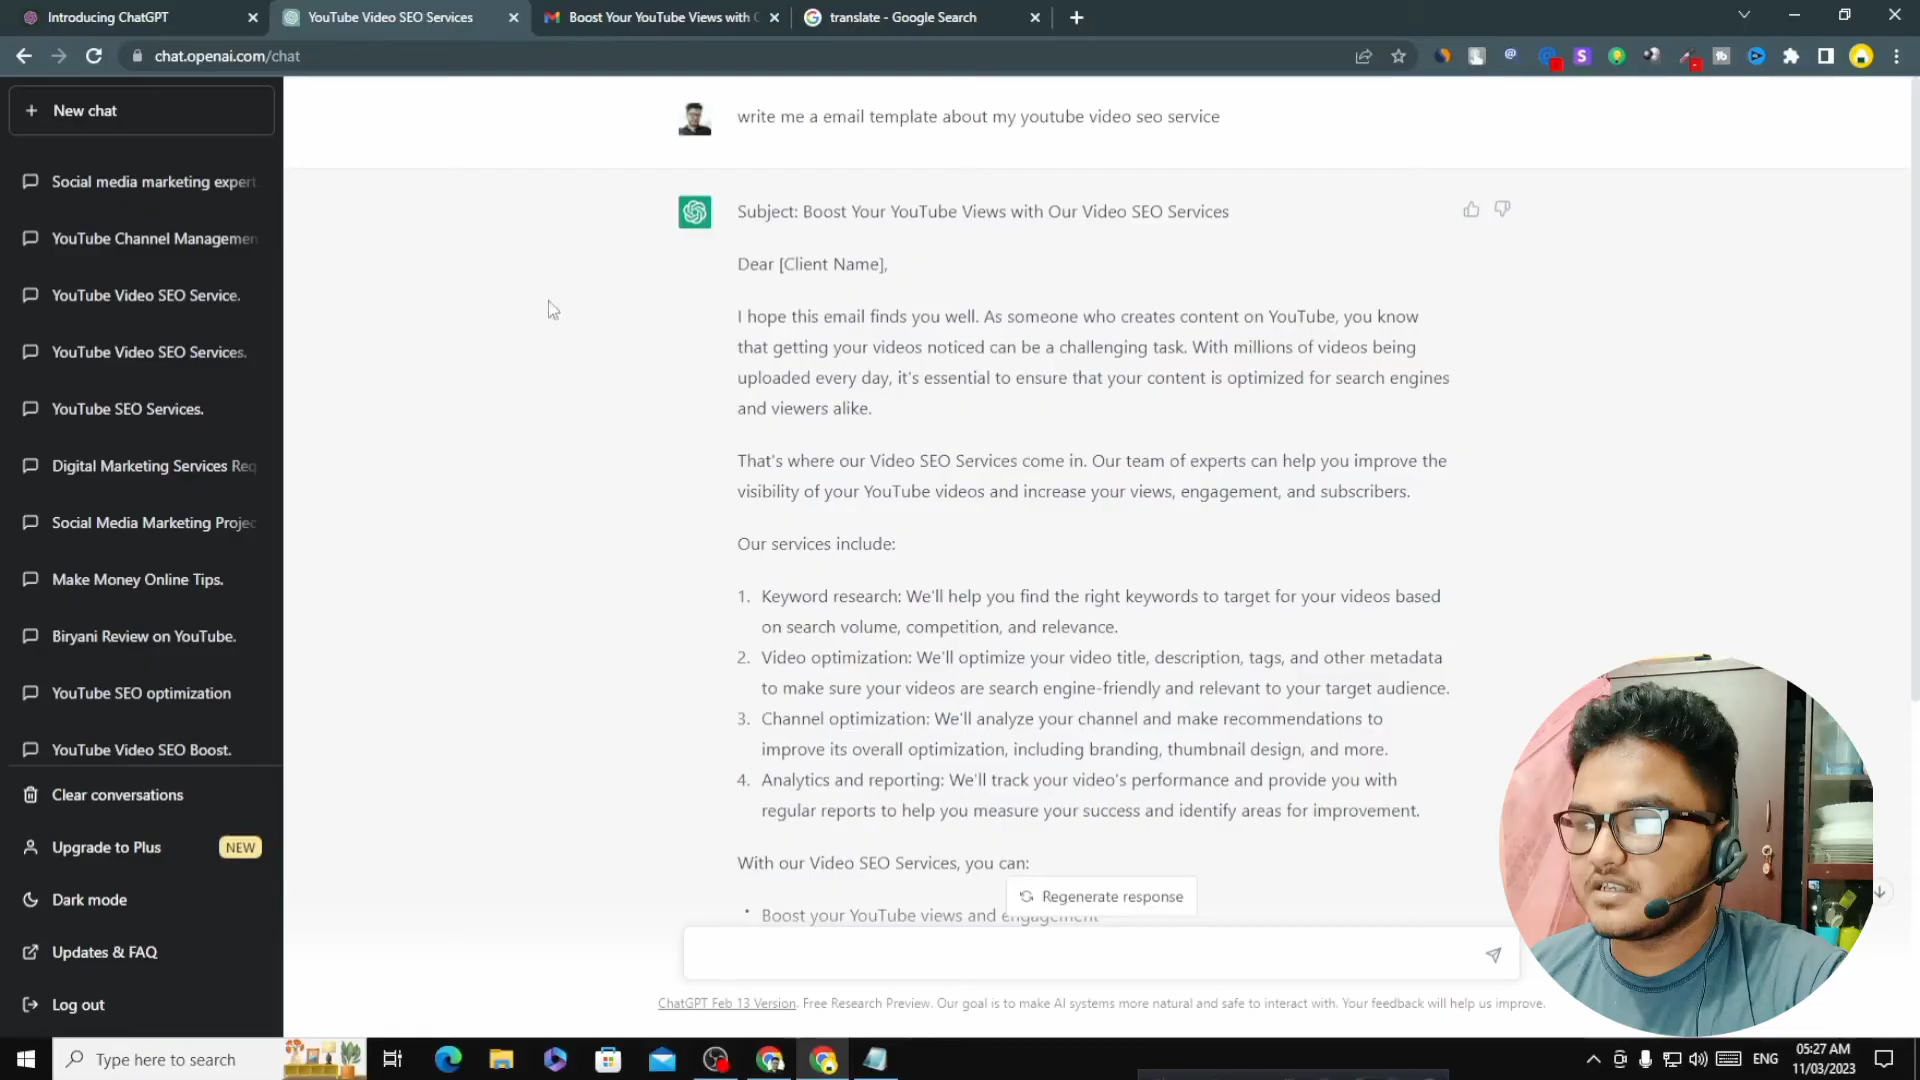 Introducing ChatGPT
YouTube Video SEO Services
Boost Your YouTube Views with
translate - Google Search
chat.openai.com/chat
New chat
Social media marketing expert
YouTube Channel Managemen
YouTube Video SEO Service.
YouTube Video SEO Services.
YouTube SEO Services.
Digital Marketing Services Req
Social Media Marketing Projec
Make Money Online Tips.
Biryani Review on YouTube.
YouTube SEO optimization
YouTube Video SEO Boost.
Clear conversations
Upgrade to Plus NEW
Dark mode
Updates & FAQ
Log out
write me a email template about my youtube video seo service
Subject: Boost Your YouTube Views with Our Video SEO Services
Dear [Client Name],
I hope this email finds you well. As someone who creates content on YouTube, you know
that getting your videos noticed can be a challenging task. With millions of videos being
uploaded every day, it's essential to ensure that your content is optimized for search engines
and viewers alike.
That's where our Video SEO Services come in. Our team of experts can help you improve the
visibility of your YouTube videos and increase your views, engagement, and subscribers.
Our services include:
1. Keyword research: We'll help you find the right keywords to target for your videos based
on search volume, competition, and relevance.
2. Video optimization: We'll optimize your video title, description, tags, and other metadata
to make sure your videos are search engine-friendly and relevant to your target audience.
3. Channel optimization: We'll analyze your channel and make recommendations to
improve its overall optimization, including branding, thumbnail design, and more.
4. Analytics and reporting: We'll track your video's performance and provide you with
regular reports to help you measure your success and identify areas for improvement.
With our Video SEO Services, you can:
Regenerate response
• Boost your YouTube views and engagement
ChatGPT Feb 13 Version. Free Research Preview. Our goal is to make AI systems more natural and safe to interact with. Your feedback will help us improve.
Type here to search
ENG
05:27 AM
11/03/2023